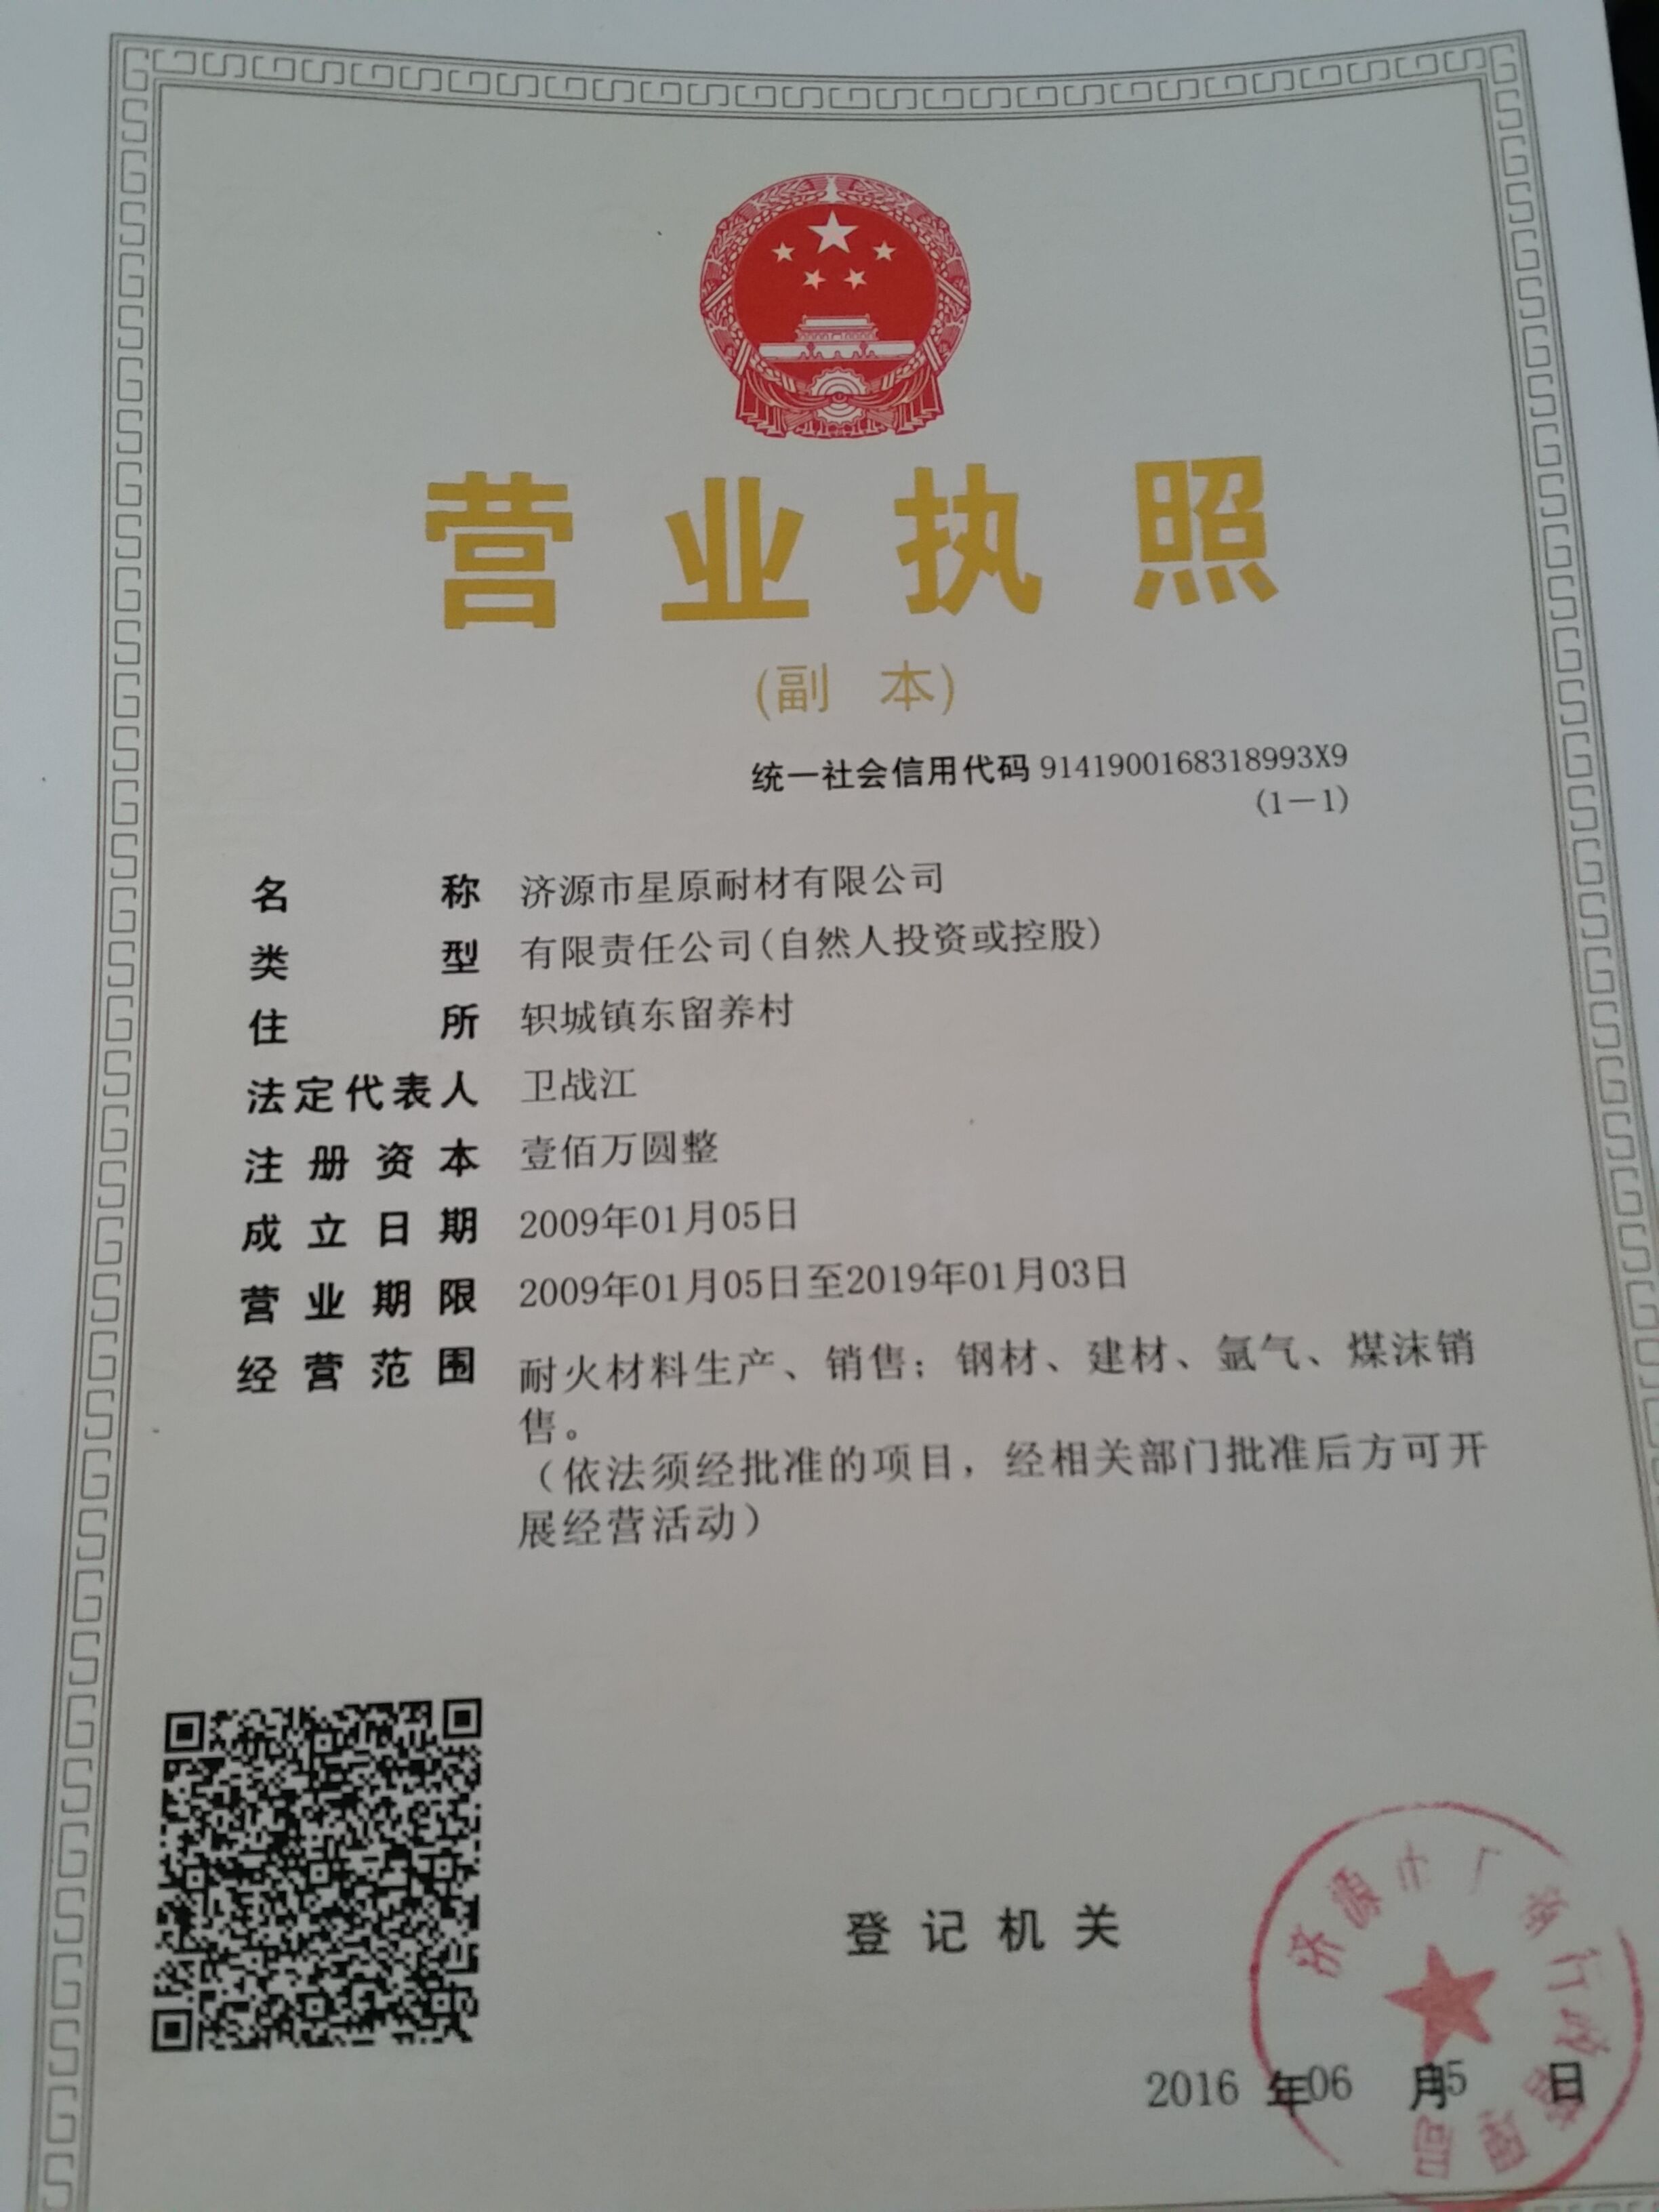 营业执照
(副 本)
统一社会信用代码 9141900168318993X9
(1-1)
名 称 济源市星原耐材有限公司
类 型 有限责任公司(自然人投资或控股)
住 所 轵城镇东留养村
法定代表人 卫战江
注册资本 壹佰万圆整
成立日期 2009年01月05日
营业期限 2009年01月05日至2019年01月03日
经营范围 耐火材料生产、销售；钢材、建材、氩气、煤沫销
售。
（依法须经批准的项目，经相关部门批准后方可开
展经营活动）
登记机关
济源市
2016 年06 月 5 日